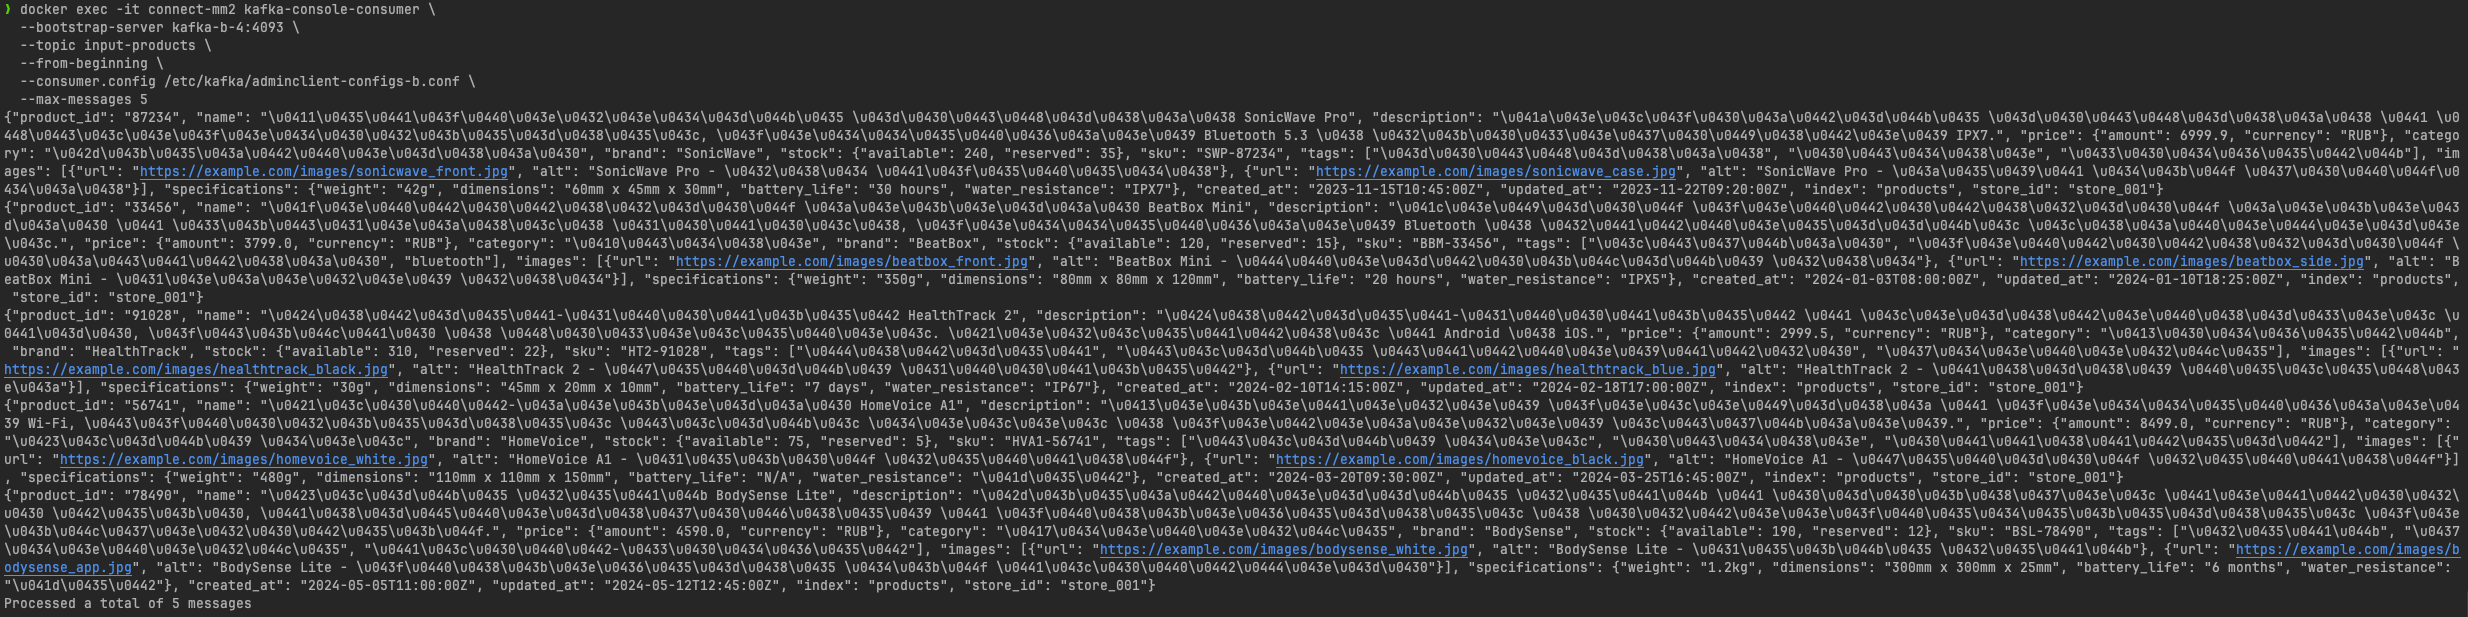 ❫ docker exec -it connect-mm2 kafka-console-consumer \
  --bootstrap-server kafka-b-4:4093 \
  --topic input-products \
  --from-beginning \
  --consumer.config /etc/kafka/adminclient-configs-b.conf \
  --max-messages 5
{"product_id": "87234", "name": "\u0411\u0435\u0441\u043f\u0440\u043e\u0432\u043e\u0434\u043d\u044b\u0435 \u043d\u0430\u0443\u0448\u043d\u0438\u043a\u0438 SonicWave Pro", "description": "\u041a\u043e\u043c\u043f\u0430\u043a\u0442\u043d\u044b\u0435 \u043d\u0430\u0443\u0448\u043d\u0438\u043a\u0438 \u0441 \u0
448\u0443\u043c\u043e\u043f\u043e\u0434\u0430\u0432\u043b\u0435\u043d\u0438\u0435\u043c, \u043f\u043e\u0434\u0434\u0435\u0440\u0436\u043a\u043e\u0439 Bluetooth 5.3 \u0438 \u0432\u043b\u0430\u0433\u043e\u0437\u0430\u0449\u0438\u0442\u043e\u0439 IPX7.", "price": {"amount": 6999.9, "currency": "RUB"}, "catego
ry": "\u042d\u043b\u0435\u043a\u0442\u0440\u043e\u043d\u0438\u043a\u0430", "brand": "SonicWave", "stock": {"available": 240, "reserved": 35}, "sku": "SWP-87234", "tags": ["\u043d\u0430\u0443\u0448\u043d\u0438\u043a\u0438", "\u0430\u0443\u0434\u0438\u043e", "\u0433\u0430\u0434\u0436\u0435\u0442\u044b"], "im
ages": [{"url": "https://example.com/images/sonicwave_front.jpg", "alt": "SonicWave Pro - \u0432\u0438\u0434 \u0441\u043f\u0435\u0440\u0435\u0434\u0438"}, {"url": "https://example.com/images/sonicwave_case.jpg", "alt": "SonicWave Pro - \u043a\u0435\u0439\u0441 \u0434\u043b\u044f \u0437\u0430\u0440\u044f\u0
434\u043a\u0438"}], "specifications": {"weight": "42g", "dimensions": "60mm x 45mm x 30mm", "battery_life": "30 hours", "water_resistance": "IPX7"}, "created_at": "2023-11-15T10:45:00Z", "updated_at": "2023-11-22T09:20:00Z", "index": "products", "store_id": "store_001"}
{"product_id": "33456", "name": "\u041f\u043e\u0440\u0442\u0430\u0442\u0438\u0432\u043d\u0430\u044f \u043a\u043e\u043b\u043e\u043d\u043a\u0430 BeatBox Mini", "description": "\u041c\u043e\u0449\u043d\u0430\u044f \u043f\u043e\u0440\u0442\u0430\u0442\u0438\u0432\u043d\u0430\u044f \u043a\u043e\u043b\u043e\u043
d\u043a\u0430 \u0441 \u0433\u043b\u0443\u0431\u043e\u043a\u0438\u043c\u0438 \u0431\u0430\u0441\u0430\u043c\u0438, \u043f\u043e\u0434\u0434\u0435\u0440\u0436\u043a\u043e\u0439 Bluetooth \u0438 \u0432\u0441\u0442\u0440\u043e\u0435\u043d\u043d\u044b\u043c \u043c\u0438\u043a\u0440\u043e\u0444\u043e\u043d\u043e
\u043c.", "price": {"amount": 3799.0, "currency": "RUB"}, "category": "\u0410\u0443\u0434\u0438\u043e", "brand": "BeatBox", "stock": {"available": 120, "reserved": 15}, "sku": "BBM-33456", "tags": ["\u043c\u0443\u0437\u044b\u043a\u0430", "\u043f\u043e\u0440\u0442\u0430\u0442\u0438\u0432\u043d\u0430\u044f \
u0430\u043a\u0443\u0441\u0442\u0438\u043a\u0430", "bluetooth"], "images": [{"url": "https://example.com/images/beatbox_front.jpg", "alt": "BeatBox Mini - \u0444\u0440\u043e\u043d\u0442\u0430\u043b\u044c\u043d\u044b\u0439 \u0432\u0438\u0434"}, {"url": "https://example.com/images/beatbox_side.jpg", "alt": "B
eatBox Mini - \u0431\u043e\u043a\u043e\u0432\u043e\u0439 \u0432\u0438\u0434"}], "specifications": {"weight": "350g", "dimensions": "80mm x 80mm x 120mm", "battery_life": "20 hours", "water_resistance": "IPX5"}, "created_at": "2024-01-03T08:00:00Z", "updated_at": "2024-01-10T18:25:00Z", "index": "products",
 "store_id": "store_001"}
{"product_id": "91028", "name": "\u0424\u0438\u0442\u043d\u0435\u0441-\u0431\u0440\u0430\u0441\u043b\u0435\u0442 HealthTrack 2", "description": "\u0424\u0438\u0442\u043d\u0435\u0441-\u0431\u0440\u0430\u0441\u043b\u0435\u0442 \u0441 \u043c\u043e\u043d\u0438\u0442\u043e\u0440\u0438\u043d\u0433\u043e\u043c \u
0441\u043d\u0430, \u043f\u0443\u043b\u044c\u0441\u0430 \u0438 \u0448\u0430\u0433\u043e\u043c\u0435\u0440\u043e\u043c. \u0421\u043e\u0432\u043c\u0435\u0441\u0442\u0438\u043c \u0441 Android \u0438 iOS.", "price": {"amount": 2999.5, "currency": "RUB"}, "category": "\u0413\u0430\u0434\u0436\u0435\u0442\u044b",
 "brand": "HealthTrack", "stock": {"available": 310, "reserved": 22}, "sku": "HT2-91028", "tags": ["\u0444\u0438\u0442\u043d\u0435\u0441", "\u0443\u043c\u043d\u044b\u0435 \u0443\u0441\u0442\u0440\u043e\u0439\u0441\u0442\u0432\u0430", "\u0437\u0434\u043e\u0440\u043e\u0432\u044c\u0435"], "images": [{"url": "
https://example.com/images/healthtrack_black.jpg", "alt": "HealthTrack 2 - \u0447\u0435\u0440\u043d\u044b\u0439 \u0431\u0440\u0430\u0441\u043b\u0435\u0442"}, {"url": "https://example.com/images/healthtrack_blue.jpg", "alt": "HealthTrack 2 - \u0441\u0438\u043d\u0438\u0439 \u0440\u0435\u043c\u0435\u0448\u043
e\u043a"}], "specifications": {"weight": "30g", "dimensions": "45mm x 20mm x 10mm", "battery_life": "7 days", "water_resistance": "IP67"}, "created_at": "2024-02-10T14:15:00Z", "updated_at": "2024-02-18T17:00:00Z", "index": "products", "store_id": "store_001"}
{"product_id": "56741", "name": "\u0421\u043c\u0430\u0440\u0442-\u043a\u043e\u043b\u043e\u043d\u043a\u0430 HomeVoice A1", "description": "\u0413\u043e\u043b\u043e\u0441\u043e\u0432\u043e\u0439 \u043f\u043e\u043c\u043e\u0449\u043d\u0438\u043a \u0441 \u043f\u043e\u0434\u0434\u0435\u0440\u0436\u043a\u043e\u04
39 Wi-Fi, \u0443\u043f\u0440\u0430\u0432\u043b\u0435\u043d\u0438\u0435\u043c \u0443\u043c\u043d\u044b\u043c \u0434\u043e\u043c\u043e\u043c \u0438 \u043f\u043e\u0442\u043e\u043a\u043e\u0432\u043e\u0439 \u043c\u0443\u0437\u044b\u043a\u043e\u0439.", "price": {"amount": 8499.0, "currency": "RUB"}, "category":
"\u0423\u043c\u043d\u044b\u0439 \u0434\u043e\u043c", "brand": "HomeVoice", "stock": {"available": 75, "reserved": 5}, "sku": "HVA1-56741", "tags": ["\u0443\u043c\u043d\u044b\u0439 \u0434\u043e\u043c", "\u0430\u0443\u0434\u0438\u043e", "\u0430\u0441\u0441\u0438\u0441\u0442\u0435\u043d\u0442"], "images": [{"
url": "https://example.com/images/homevoice_white.jpg", "alt": "HomeVoice A1 - \u0431\u0435\u043b\u0430\u044f \u0432\u0435\u0440\u0441\u0438\u044f"}, {"url": "https://example.com/images/homevoice_black.jpg", "alt": "HomeVoice A1 - \u0447\u0435\u0440\u043d\u0430\u044f \u0432\u0435\u0440\u0441\u0438\u044f"}]
, "specifications": {"weight": "480g", "dimensions": "110mm x 110mm x 150mm", "battery_life": "N/A", "water_resistance": "\u041d\u0435\u0442"}, "created_at": "2024-03-20T09:30:00Z", "updated_at": "2024-03-25T16:45:00Z", "index": "products", "store_id": "store_001"}
{"product_id": "78490", "name": "\u0423\u043c\u043d\u044b\u0435 \u0432\u0435\u0441\u044b BodySense Lite", "description": "\u042d\u043b\u0435\u043a\u0442\u0440\u043e\u043d\u043d\u044b\u0435 \u0432\u0435\u0441\u044b \u0441 \u0430\u043d\u0430\u043b\u0438\u0437\u043e\u043c \u0441\u043e\u0441\u0442\u0430\u0432\
u0430 \u0442\u0435\u043b\u0430, \u0441\u0438\u043d\u0445\u0440\u043e\u043d\u0438\u0437\u0430\u0446\u0438\u0435\u0439 \u0441 \u043f\u0440\u0438\u043b\u043e\u0436\u0435\u043d\u0438\u0435\u043c \u0438 \u0430\u0432\u0442\u043e\u043e\u043f\u0440\u0435\u0434\u0435\u043b\u0435\u043d\u0438\u0435\u043c \u043f\u043e
\u043b\u044c\u0437\u043e\u0432\u0430\u0442\u0435\u043b\u044f.", "price": {"amount": 4590.0, "currency": "RUB"}, "category": "\u0417\u0434\u043e\u0440\u043e\u0432\u044c\u0435", "brand": "BodySense", "stock": {"available": 190, "reserved": 12}, "sku": "BSL-78490", "tags": ["\u0432\u0435\u0441\u044b", "\u0437
\u0434\u043e\u0440\u043e\u0432\u044c\u0435", "\u0441\u043c\u0430\u0440\u0442-\u0433\u0430\u0434\u0436\u0435\u0442"], "images": [{"url": "https://example.com/images/bodysense_white.jpg", "alt": "BodySense Lite - \u0431\u0435\u043b\u044b\u0435 \u0432\u0435\u0441\u044b"}, {"url": "https://example.com/images/b
odysense_app.jpg", "alt": "BodySense Lite - \u043f\u0440\u0438\u043b\u043e\u0436\u0435\u043d\u0438\u0435 \u0434\u043b\u044f \u0441\u043c\u0430\u0440\u0442\u0444\u043e\u043d\u0430"}], "specifications": {"weight": "1.2kg", "dimensions": "300mm x 300mm x 25mm", "battery_life": "6 months", "water_resistance":
"\u041d\u0435\u0442"}, "created_at": "2024-05-05T11:00:00Z", "updated_at": "2024-05-12T12:45:00Z", "index": "products", "store_id": "store_001"}
Processed a total of 5 messages